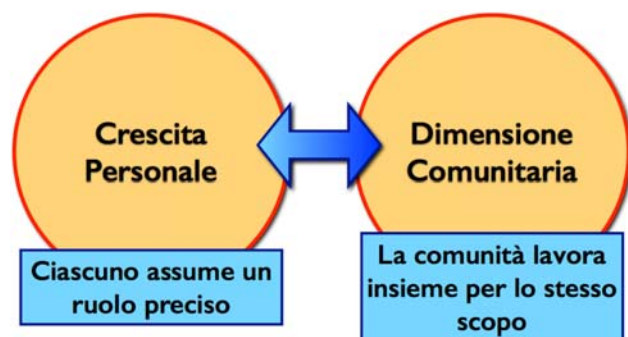 Crescita
Personale
Ciascuno assume un
ruolo preciso
Dimensione
Comunitaria
La comunità lavora
insieme per lo stesso
scopo